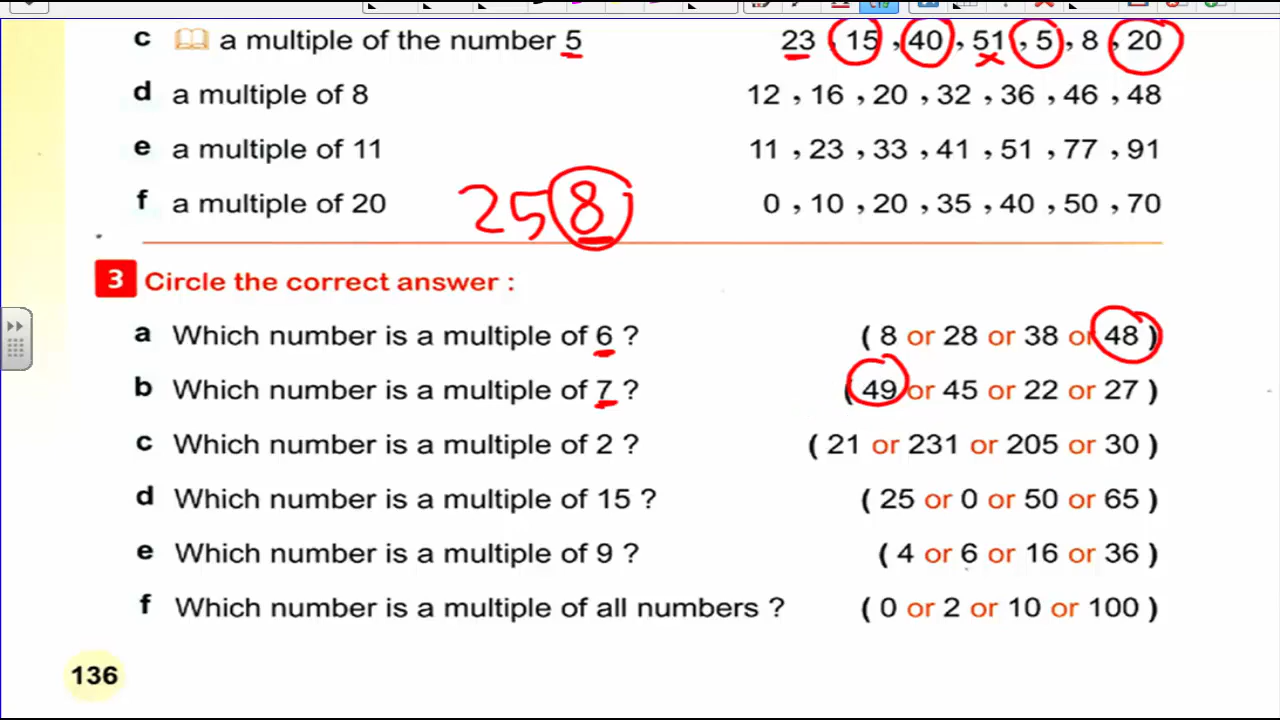 c a multiple of the number 5 23 , 15 , 40 , 51 , 5 , 8 , 20
d a multiple of 8 12 , 16 , 20 , 32 , 36 , 46 , 48
e a multiple of 11 11 , 23 , 33 , 41 , 51 , 77 , 91
f a multiple of 20 258 0 , 10 , 20 , 35 , 40 , 50 , 70
3 Circle the correct answer :
a Which number is a multiple of 6 ? ( 8 or 28 or 38 or 48 )
b Which number is a multiple of 7 ? ( 49 or 45 or 22 or 27 )
c Which number is a multiple of 2 ? ( 21 or 231 or 205 or 30 )
d Which number is a multiple of 15 ? ( 25 or 0 or 50 or 65 )
e Which number is a multiple of 9 ? ( 4 or 6 or 16 or 36 )
f Which number is a multiple of all numbers ? ( 0 or 2 or 10 or 100 )
136